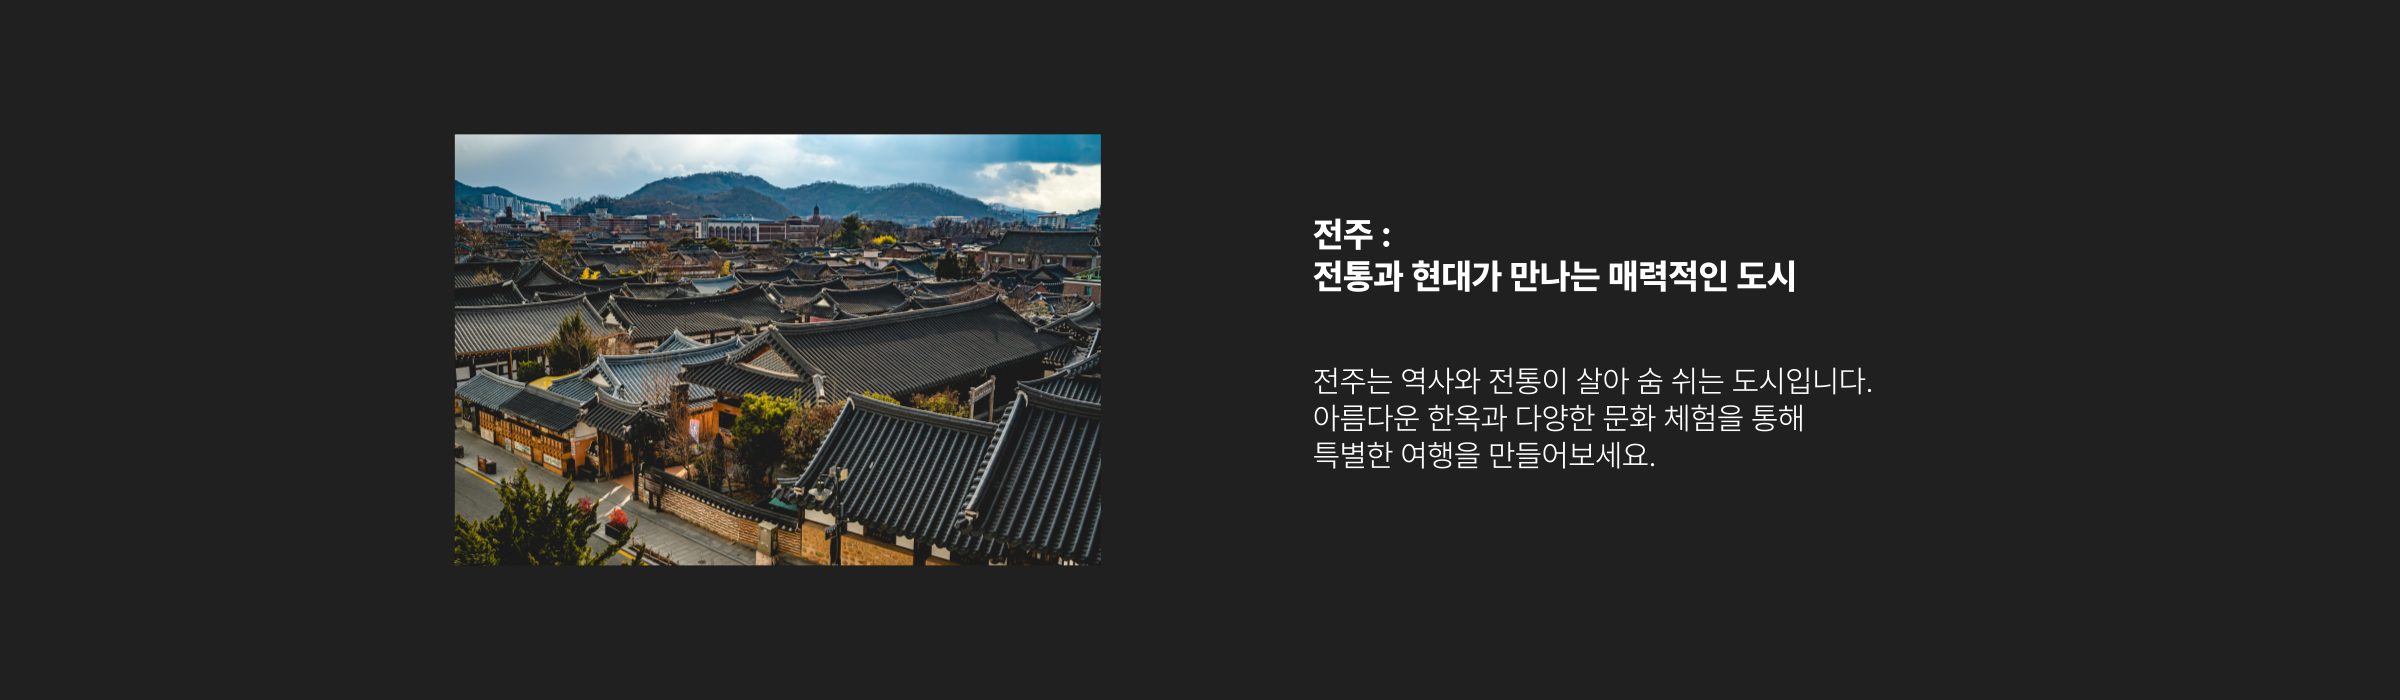 전주 :
전통과 현대가 만나는 매력적인 도시
전주는 역사와 전통이 살아 숨 쉬는 도시입니다.
아름다운 한옥과 다양한 문화 체험을 통해
특별한 여행을 만들어보세요.